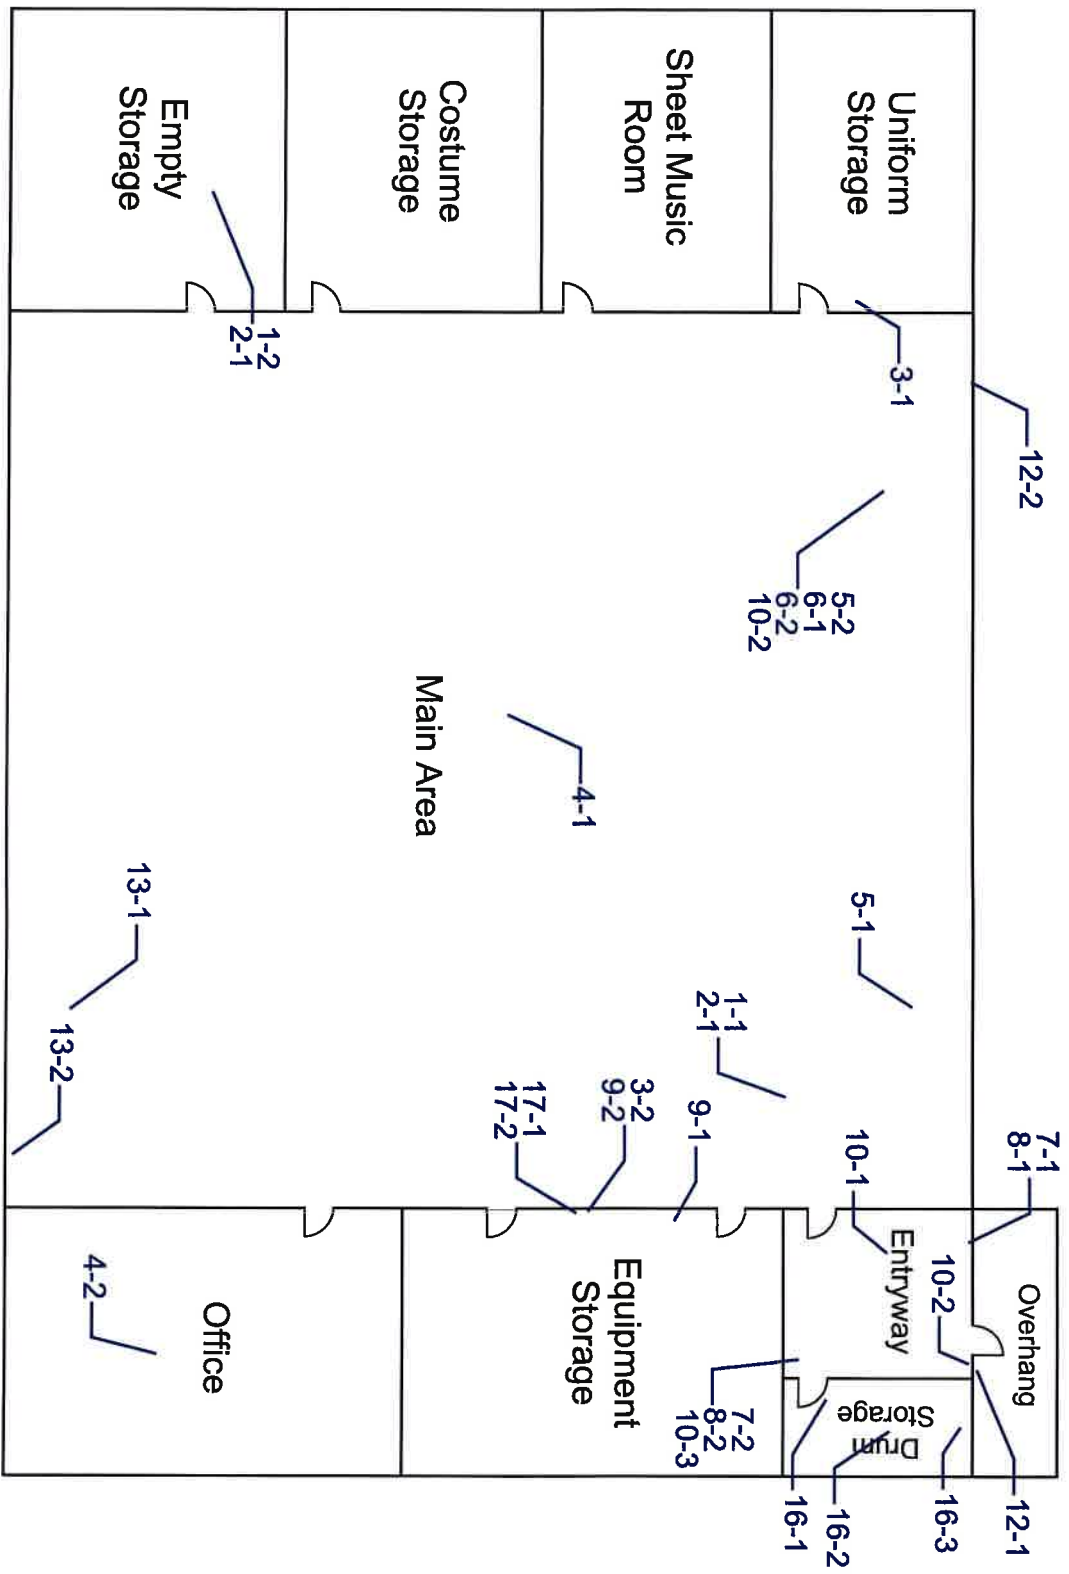 Uniform
Storage
Sheet Music
Room
Costume
Storage
Empty
Storage
12-2
3-1
1-2
2-1
5-2
6-1
6-2
10-2
4-1
Main Area
5-1
13-1
1-1
2-1
13-2
9-1
3-2
9-2
17-1
17-2
7-1
8-1
10-1
Overhang
10-2
Entryway
Equipment
Storage
Office
4-2
Drum
Storage
7-2
8-2
10-3
12-1
16-3
16-2
16-1